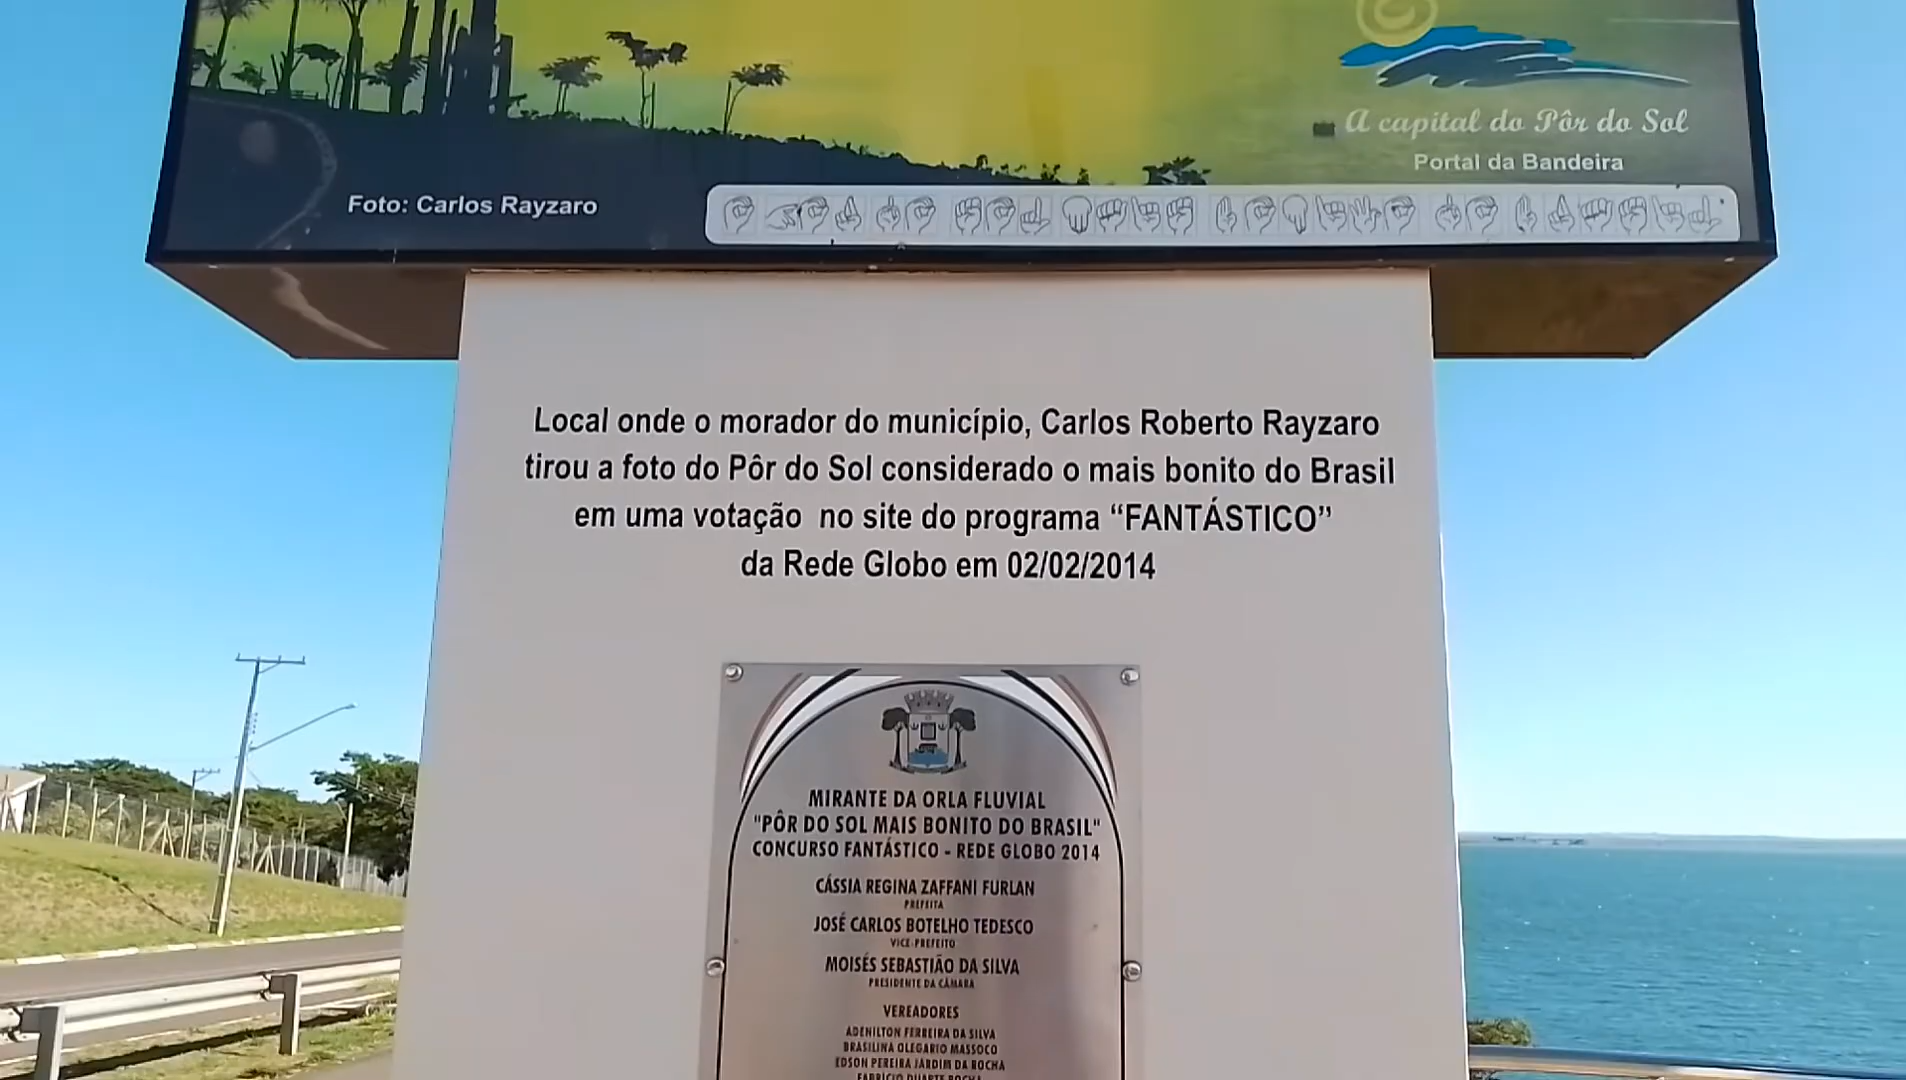 A capital do Pôr do Sol
Portal da Bandeira
Foto: Carlos Rayzaro
Local onde o morador do município, Carlos Roberto Rayzaro
tirou a foto do Pôr do Sol considerado o mais bonito do Brasil
em uma votação no site do programa “FANTÁSTICO”
da Rede Globo em 02/02/2014
MIRANTE DA ORLA FLUVIAL
"PÔR DO SOL MAIS BONITO DO BRASIL"
CONCURSO FANTÁSTICO - REDE GLOBO 2014
CÁSSIA REGINA ZAFFANI FURLAN
PREFEITA
JOSÉ CARLOS BOTELHO TEDESCO
VICE-PREFEITO
MOISÉS SEBASTIÃO DA SILVA
PRESIDENTE DA CÂMARA
VEREADORES
ADENILTON FERREIRA DA SILVA
BRASILINA OLEGARIO MASSOCO
EDSON PEREIRA JARDIM DA ROCHA
FABRÍCIO DUARTE ROCHA